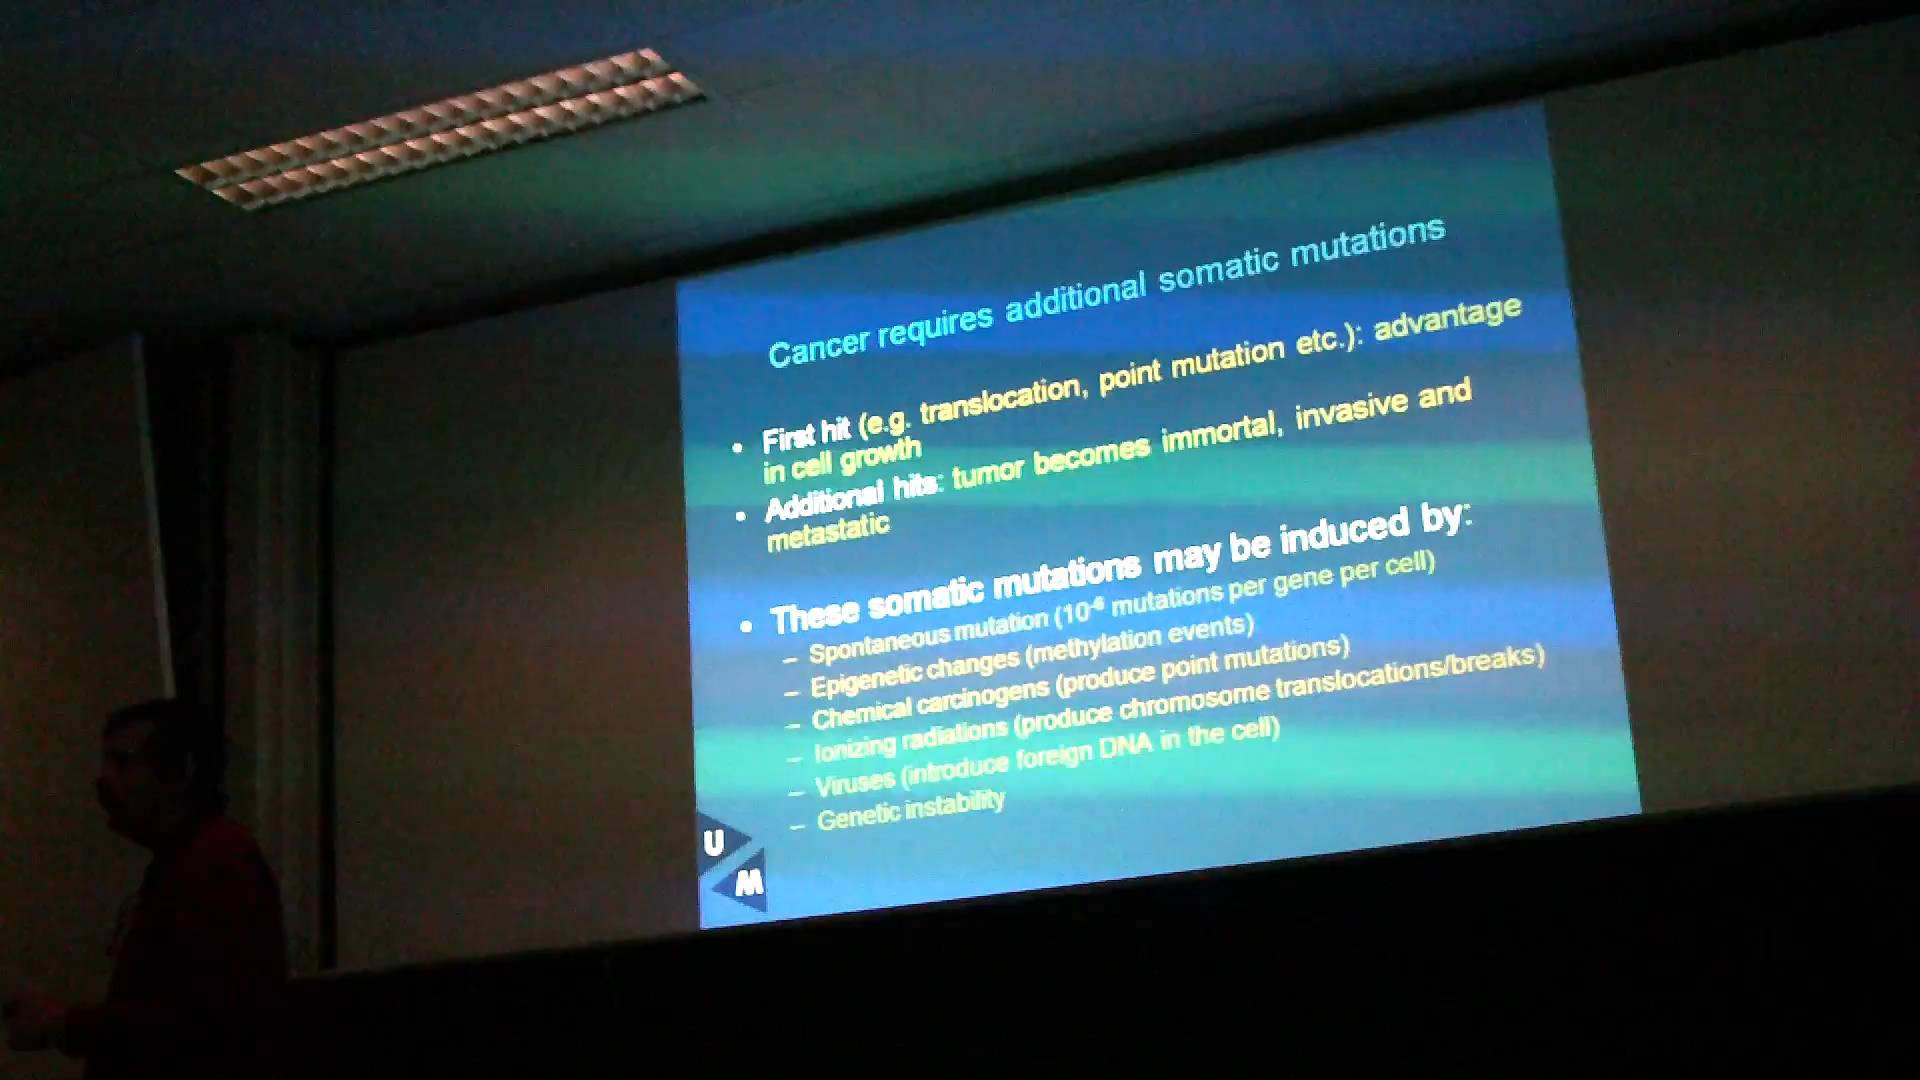 Cancer requires additional somatic mutations
• First hit (e.g. translocation, point mutation etc.): advantage
in cell growth
• Additional hits: tumor becomes immortal, invasive and
metastatic
• These somatic mutations may be induced by:
– Spontaneous mutation (10⁻⁶ mutations per gene per cell)
– Epigenetic changes (methylation events)
– Chemical carcinogens (produce point mutations)
– Ionizing radiations (produce chromosome translocations/breaks)
– Viruses (introduce foreign DNA in the cell)
– Genetic instability
U
M